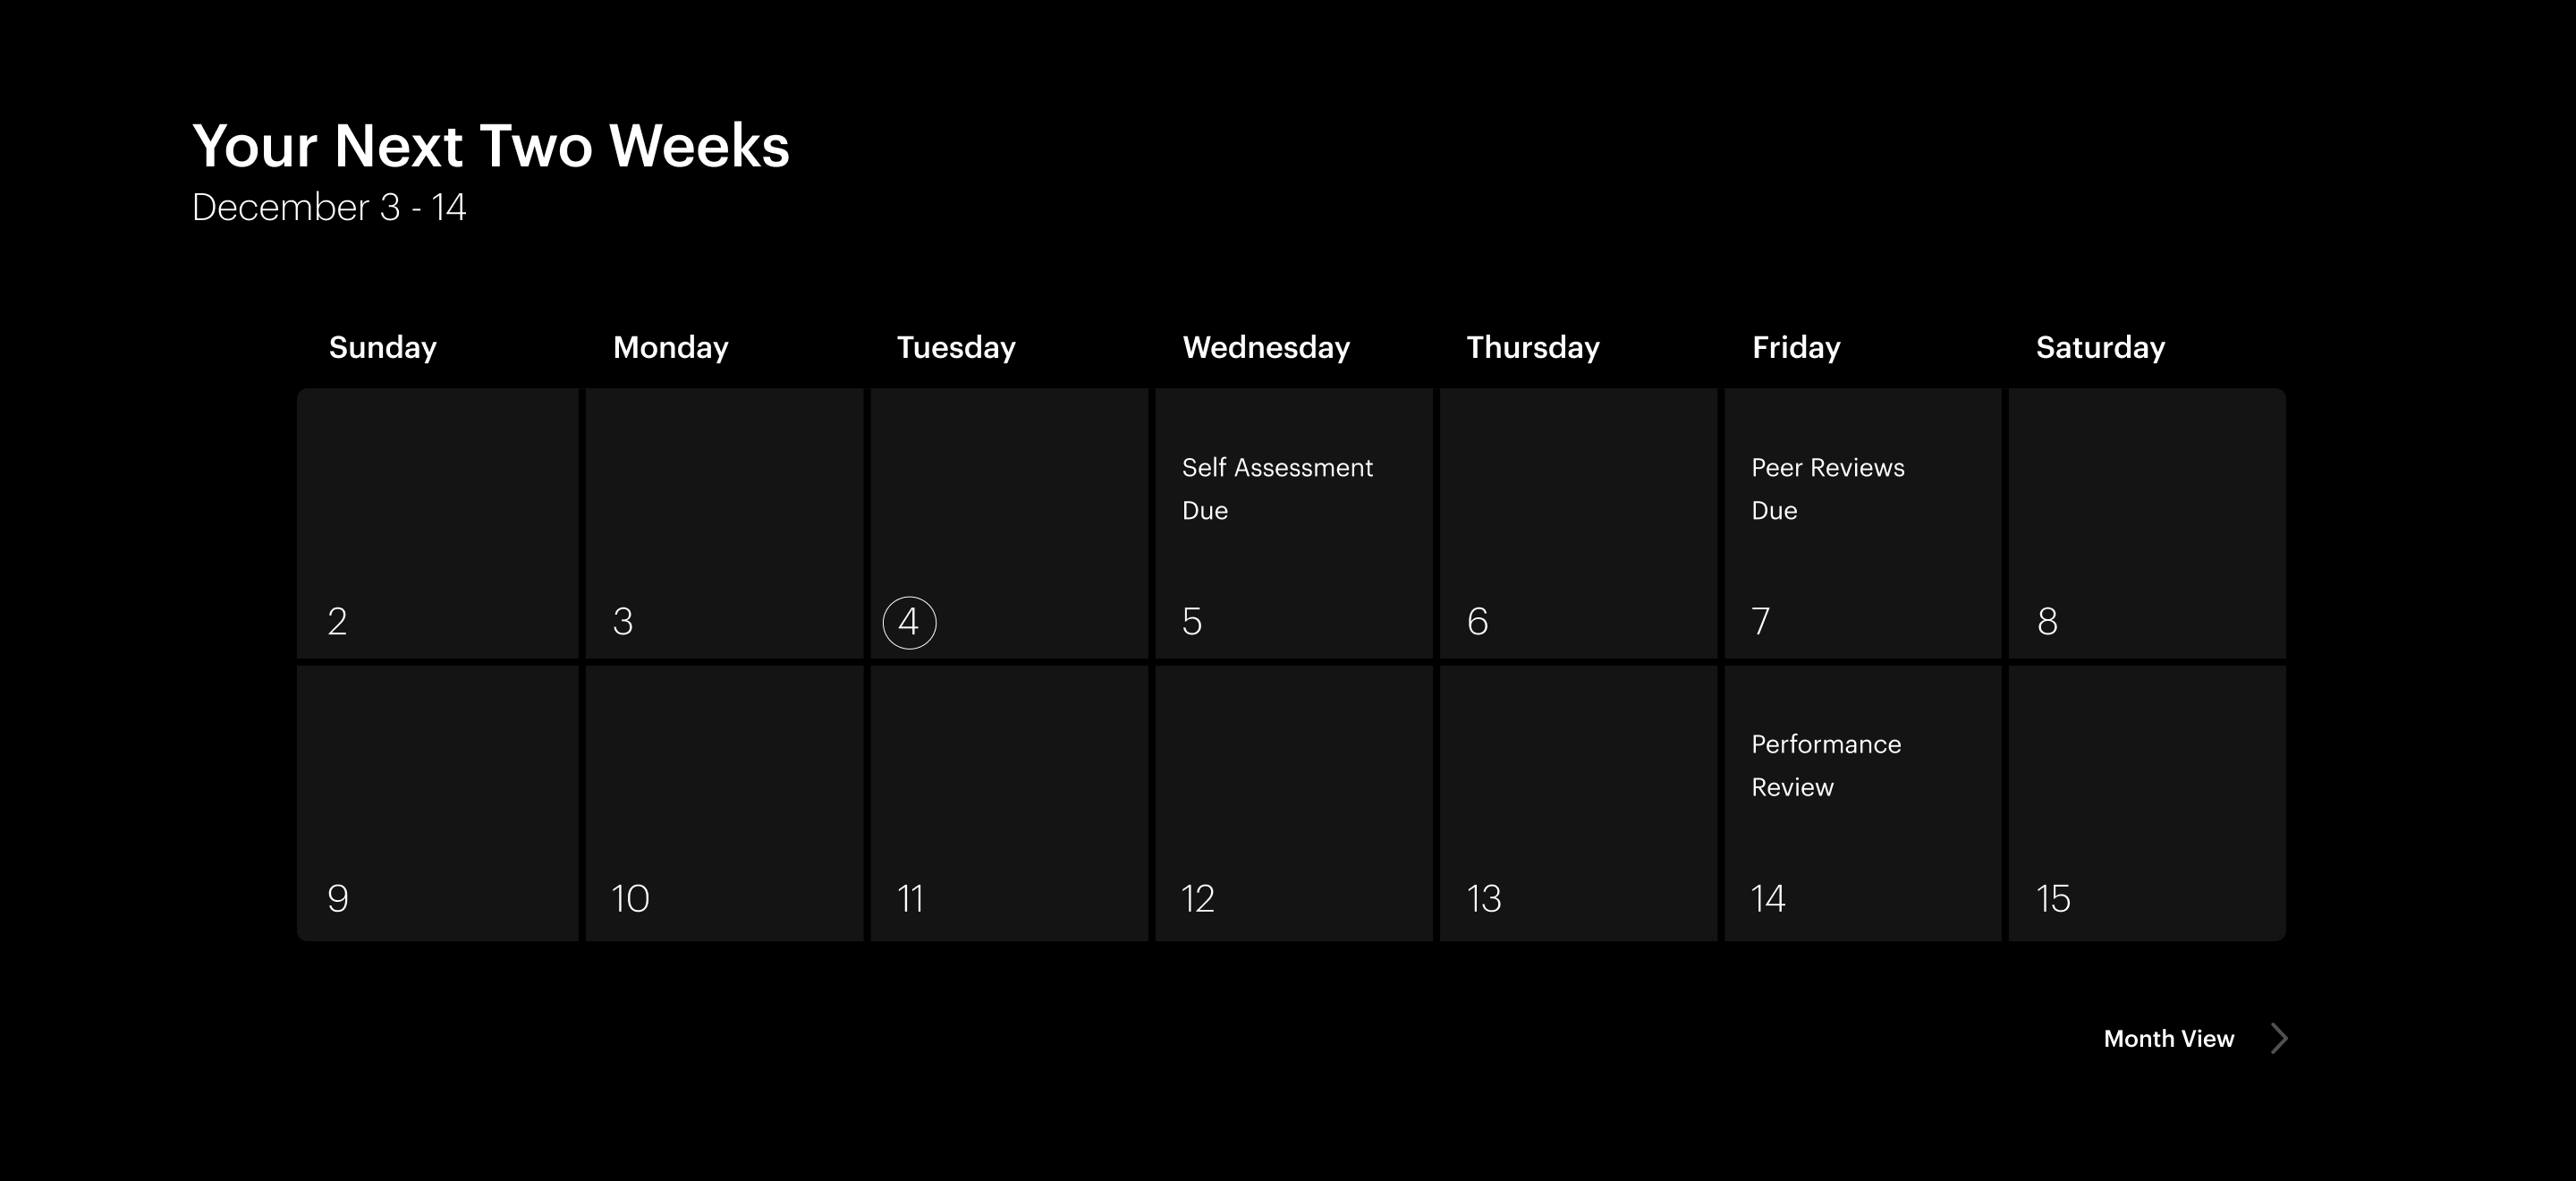 Your Next Two Weeks
December 3 - 14
Sunday Monday Tuesday Wednesday Thursday Friday Saturday
Self Assessment
Due
Peer Reviews
Due
2 3 4 5 6 7 8
Performance
Review
9 10 11 12 13 14 15
Month View